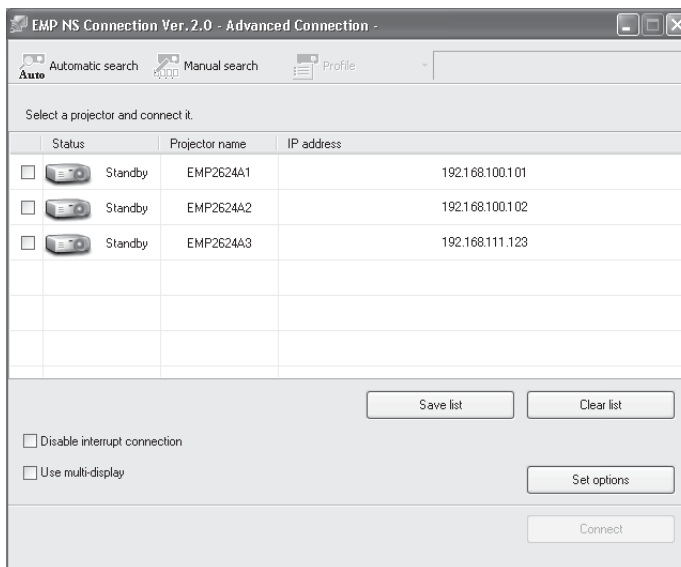 EMP NS Connection Ver.2.0 - Advanced Connection -
Auto Automatic search Manual search Profile
Select a projector and connect it.
Status Projector name IP address
Standby EMP2624A1 192.168.100.101
Standby EMP2624A2 192.168.100.102
Standby EMP2624A3 192.168.111.123
Save list Clear list
Disable interrupt connection
Use multi-display
Set options
Connect